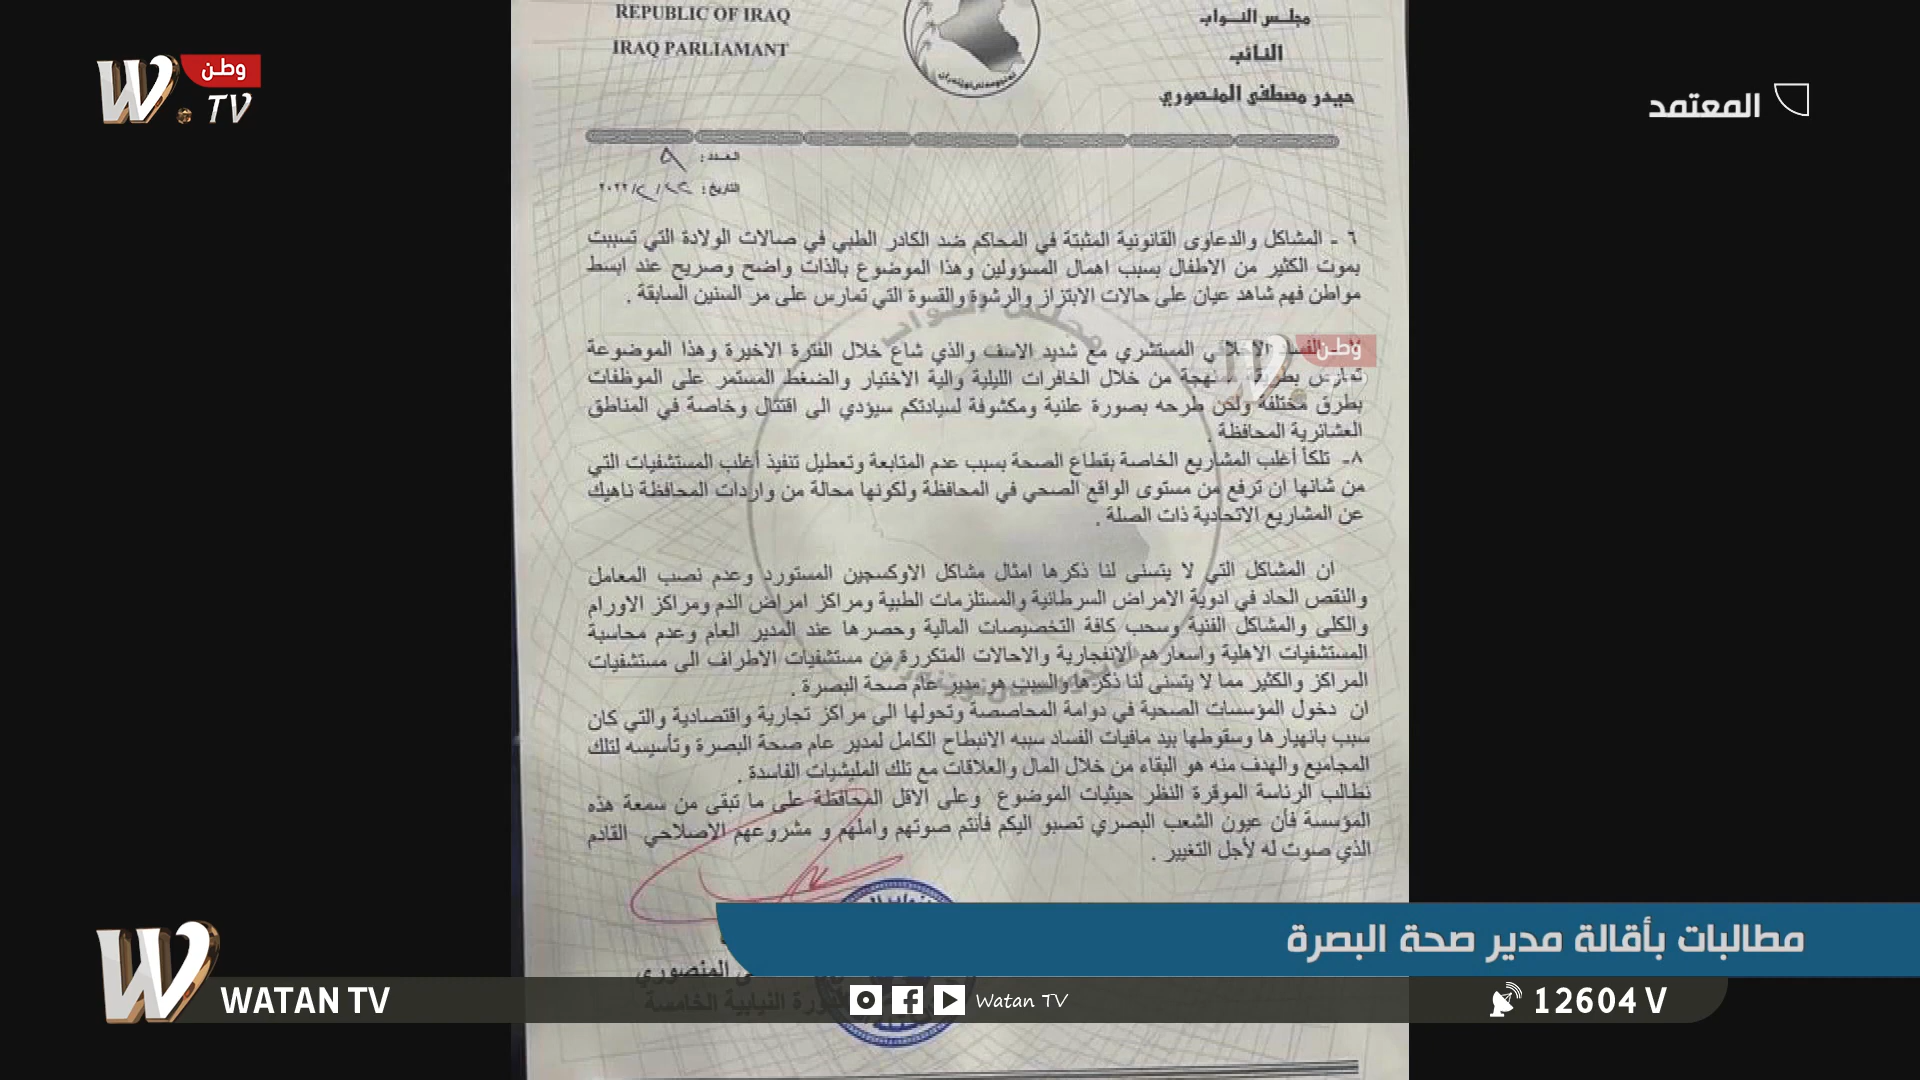 REPUBLIC OF IRAQ
IRAQ PARLIAMANT
مجلس النواب
النائب
حيدر مصطفى المنصوري
وطن
TV
المعتمد
العدد : ٨
التاريخ : ٢٠٢٢/
٦ - المشاكل والدعاوى القانونية المثبتة في المحاكم ضد الكادر الطبي في صالات الولادة التي تسببت
بموت الكثير من الاطفال بسبب اهمال المسؤولين وهذا الموضوع بالذات واضح وصريح عند ابسط
مواطن فهم شاهد عيان على حالات الابتزاز والرشوة والقسوة التي تمارس على مر السنين السابقة .
الفساد الاخلاقي المستشري مع شديد الاسف والذي شاع خلال الفترة الاخيرة وهذا الموضوعة
تمارس بطريقة ممنهجة من خلال الخافرات الليلية والية الاختيار والضغط المستمر على الموظفات
بطرق مختلفة ولكن طرحه بصورة علنية ومكشوفة لسيادتكم سيؤدي الى اقتتال وخاصة في المناطق
العشائرية المحافظة .
٨- تلكأ أغلب المشاريع الخاصة بقطاع الصحة بسبب عدم المتابعة وتعطيل تنفيذ أغلب المستشفيات التي
من شانها ان ترفع من مستوى الواقع الصحي في المحافظة ولكونها محالة من واردات المحافظة ناهيك
عن المشاريع الاتحادية ذات الصلة .
ان المشاكل التي لا يتسنى لنا ذكرها امثال مشاكل الاوكسجين المستورد وعدم نصب المعامل
والنقص الحاد في ادوية الامراض السرطانية والمستلزمات الطبية ومراكز امراض الدم ومراكز الاورام
والكلى والمشاكل الفنية وسحب كافة التخصيصات المالية وحصرها عند المدير العام وعدم محاسبة
المستشفيات الاهلية واسعارهم الانفجارية والاحالات المتكررة من مستشفيات الاطراف الى مستشفيات
المراكز والكثير مما لا يتسنى لنا ذكرها والسبب هو مدير عام صحة البصرة .
ان دخول المؤسسات الصحية في دوامة المحاصصة وتحولها الى مراكز تجارية واقتصادية والتي كان
سبب بانهيارها وسقوطها بيد مافيات الفساد سببه الانبطاح الكامل لمدير عام صحة البصرة وتأسيسه لتلك
المجاميع والهدف منه هو البقاء من خلال المال والعلاقات مع تلك المليشيات الفاسدة .
نطالب الرئاسة الموقرة النظر حيثيات الموضوع وعلى الاقل المحافظة على ما تبقى من سمعة هذه
المؤسسة فأن عيون الشعب البصري تصبو اليكم فأنتم صوتهم واملهم و مشروعهم الاصلاحي القادم
الذي صوت له لأجل التغيير .
مطالبات بأقالة مدير صحة البصرة
المنصوري
النيابية الخامسة
WATAN TV
Watan TV
12604 V